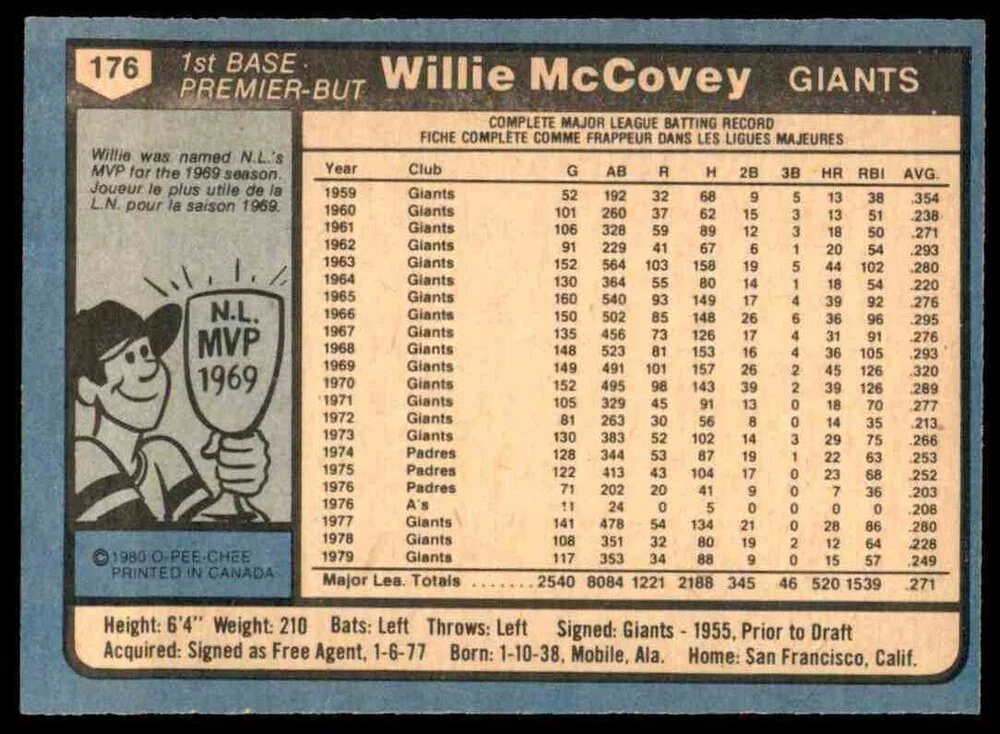 176
1st BASE
PREMIER-BUT
Willie McCovey GIANTS
Willie was named N.L.'s
MVP for the 1969 season.
Joueur le plus utile de la
L.N. pour la saison 1969.
N.L.
MVP
1969
©1980 O-PEE-CHEE
PRINTED IN CANADA
COMPLETE MAJOR LEAGUE BATTING RECORD
FICHE COMPLÈTE COMME FRAPPEUR DANS LES LIGUES MAJEURES
Year Club G AB R H 2B 3B HR RBI AVG.
1959 Giants 52 192 32 68 9 5 13 38 .354
1960 Giants 101 260 37 62 15 3 13 51 .238
1961 Giants 106 328 59 89 12 3 18 50 .271
1962 Giants 91 229 41 67 6 1 20 54 .293
1963 Giants 152 564 103 158 19 5 44 102 .280
1964 Giants 130 364 55 80 14 1 18 54 .220
1965 Giants 160 540 93 149 17 4 39 92 .276
1966 Giants 150 502 85 148 26 6 36 96 .295
1967 Giants 135 456 73 126 17 4 31 91 .276
1968 Giants 148 523 81 153 16 4 36 105 .293
1969 Giants 149 491 101 157 26 2 45 126 .320
1970 Giants 152 495 98 143 39 2 39 126 .289
1971 Giants 105 329 45 91 13 0 18 70 .277
1972 Giants 81 263 30 56 8 0 14 35 .213
1973 Giants 130 383 52 102 14 3 29 75 .266
1974 Padres 128 344 53 87 19 1 22 63 .253
1975 Padres 122 413 43 104 17 0 23 68 .252
1976 Padres 71 202 20 41 9 0 7 36 .203
1976 A's 11 24 0 5 0 0 0 0 .208
1977 Giants 141 478 54 134 21 0 28 86 .280
1978 Giants 108 351 32 80 19 2 12 64 .228
1979 Giants 117 353 34 88 9 0 15 57 .249
Major Lea. Totals ....... 2540 8084 1221 2188 345 46 520 1539 .271
Height: 6'4" Weight: 210 Bats: Left Throws: Left Signed: Giants - 1955, Prior to Draft
Acquired: Signed as Free Agent, 1-6-77 Born: 1-10-38, Mobile, Ala. Home: San Francisco, Calif.